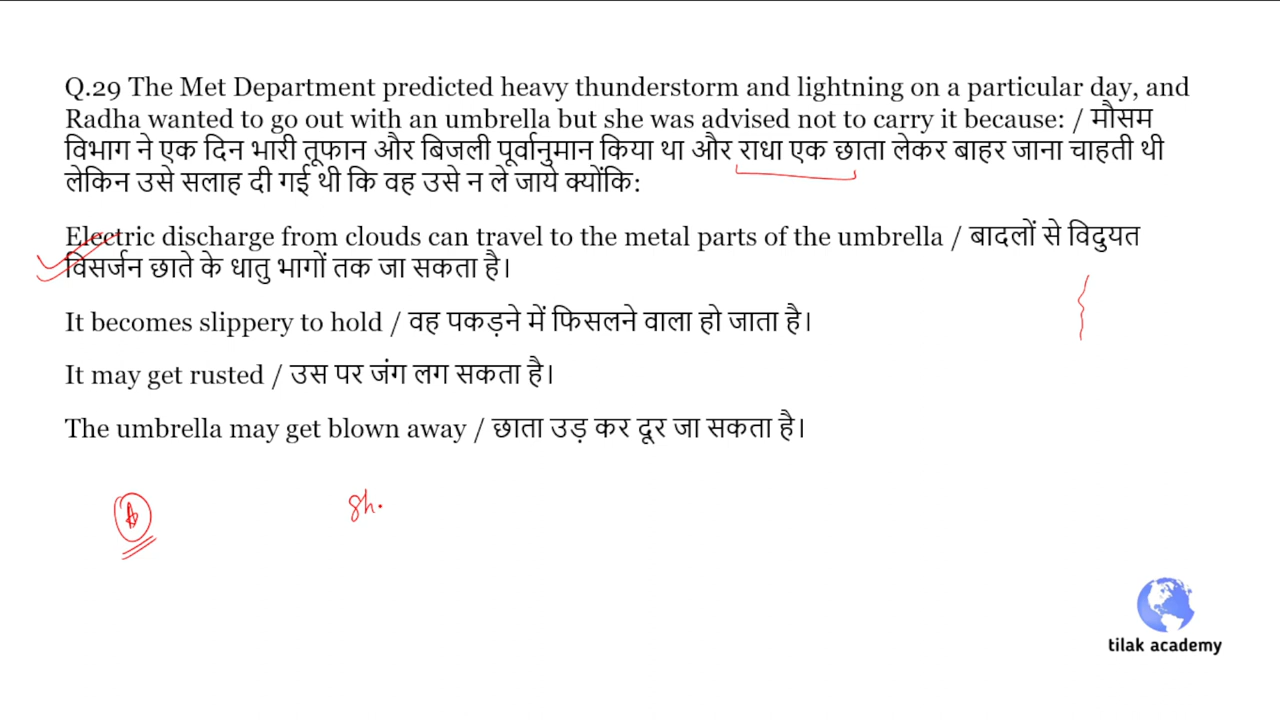 Q.29 The Met Department predicted heavy thunderstorm and lightning on a particular day, and
Radha wanted to go out with an umbrella but she was advised not to carry it because: / मौसम
विभाग ने एक दिन भारी तूफान और बिजली पूर्वानुमान किया था और राधा एक छाता लेकर बाहर जाना चाहती थी
लेकिन उसे सलाह दी गई थी कि वह उसे न ले जाये क्योंकि:
Electric discharge from clouds can travel to the metal parts of the umbrella / बादलों से विदुयत
विसर्जन छाते के धातु भागों तक जा सकता है।
It becomes slippery to hold / वह पकड़ने में फिसलने वाला हो जाता है।
It may get rusted / उस पर जंग लग सकता है।
The umbrella may get blown away / छाता उड़ कर दूर जा सकता है।
A sh.
tilak academy